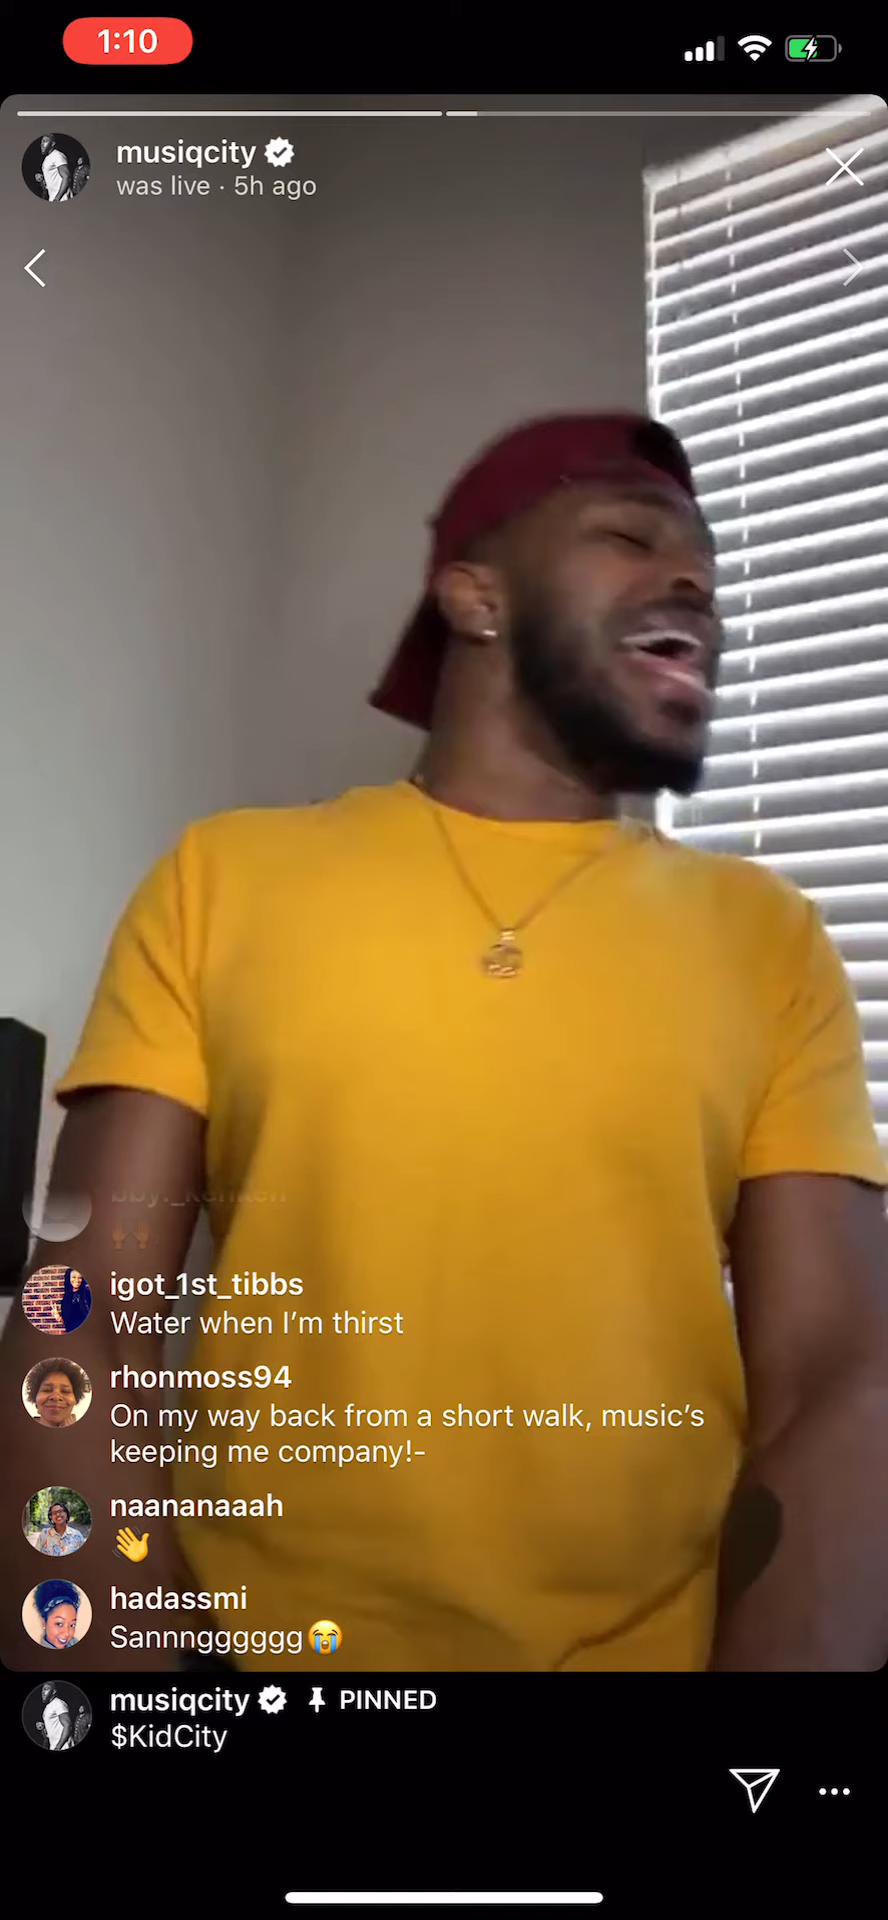 1:10
musiqcity
was live · 5h ago
igot_1st_tibbs
Water when I’m thirst
rhonmoss94
On my way back from a short walk, music’s
keeping me company!-
naananaaah
👋
hadassmi
Sannngggggg😭
musiqcity PINNED
$KidCity